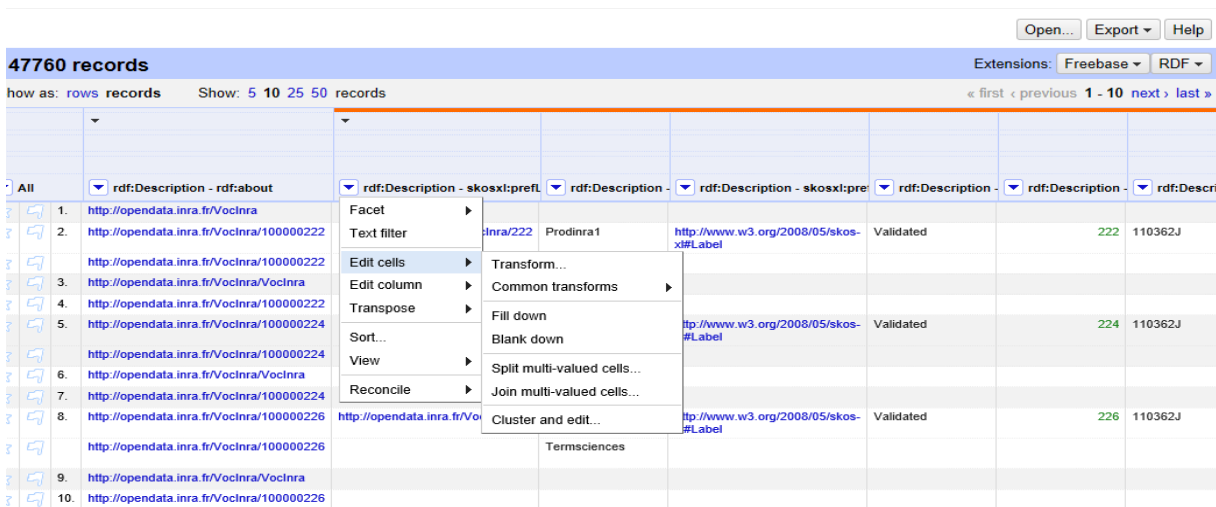 Open... Export Help
47760 records Extensions: Freebase RDF
how as: rows records Show: 5 10 25 50 records « first ‹ previous 1 - 10 next › last »
All rdf:Description - rdf:about rdf:Description - skosxl:prefL rdf:Description - rdf:Description - skosxl:pre rdf:Description - rdf:Description - rdf:Descri
1. http://opendata.inra.fr/VocInra
2. http://opendata.inra.fr/VocInra/100000222 cInra/222 Prodinra1 http://www.w3.org/2008/05/skos-xl#Label Validated 222 110362J
http://opendata.inra.fr/VocInra/100000222
3. http://opendata.inra.fr/VocInra/VocInra
4. http://opendata.inra.fr/VocInra/100000222
5. http://opendata.inra.fr/VocInra/100000224 ttp://www.w3.org/2008/05/skos-#Label Validated 224 110362J
http://opendata.inra.fr/VocInra/100000224
6. http://opendata.inra.fr/VocInra/VocInra
7. http://opendata.inra.fr/VocInra/100000224
8. http://opendata.inra.fr/VocInra/100000226 http://opendata.inra.fr/Voc ttp://www.w3.org/2008/05/skos-#Label Validated 226 110362J
http://opendata.inra.fr/VocInra/100000226 Termsciences
9. http://opendata.inra.fr/VocInra/VocInra
10. http://opendata.inra.fr/VocInra/100000226
Facet
Text filter
Edit cells
Edit column
Transpose
Sort...
View
Reconcile
Transform...
Common transforms
Fill down
Blank down
Split multi-valued cells...
Join multi-valued cells...
Cluster and edit...